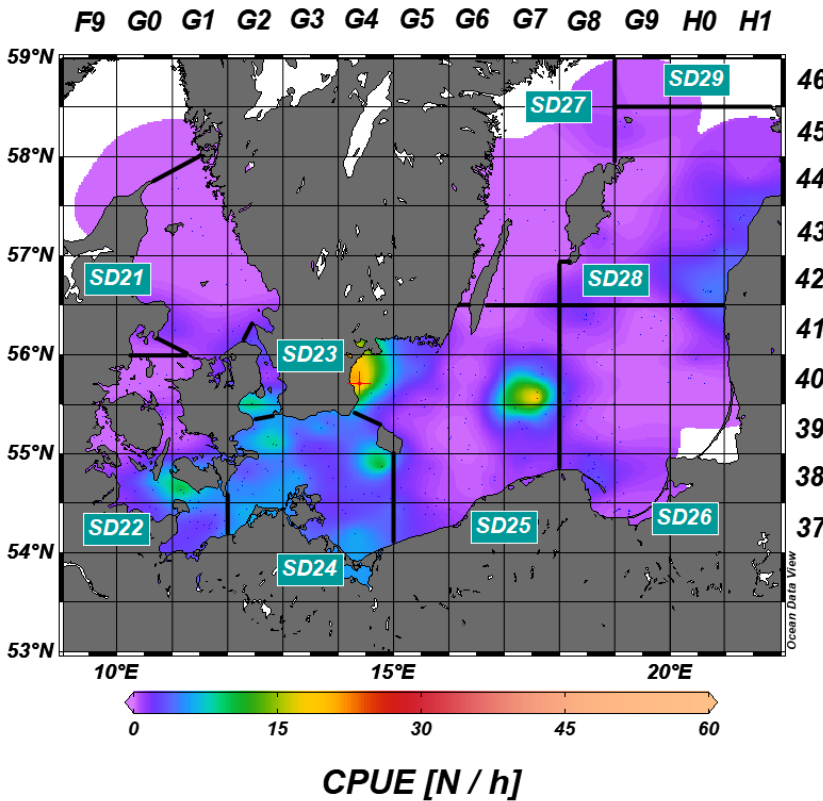 F9 G0 G1 G2 G3 G4 G5 G6 G7 G8 G9 H0 H1
59°N
46
SD29
SD27
45
58°N
44
43
57°N
SD21
SD28
42
41
56°N
SD23
40
39
55°N
38
SD22
SD25
SD26
37
54°N
SD24
53°N
Ocean Data View
10°E 15°E 20°E
0 15 30 45 60
CPUE [N / h]